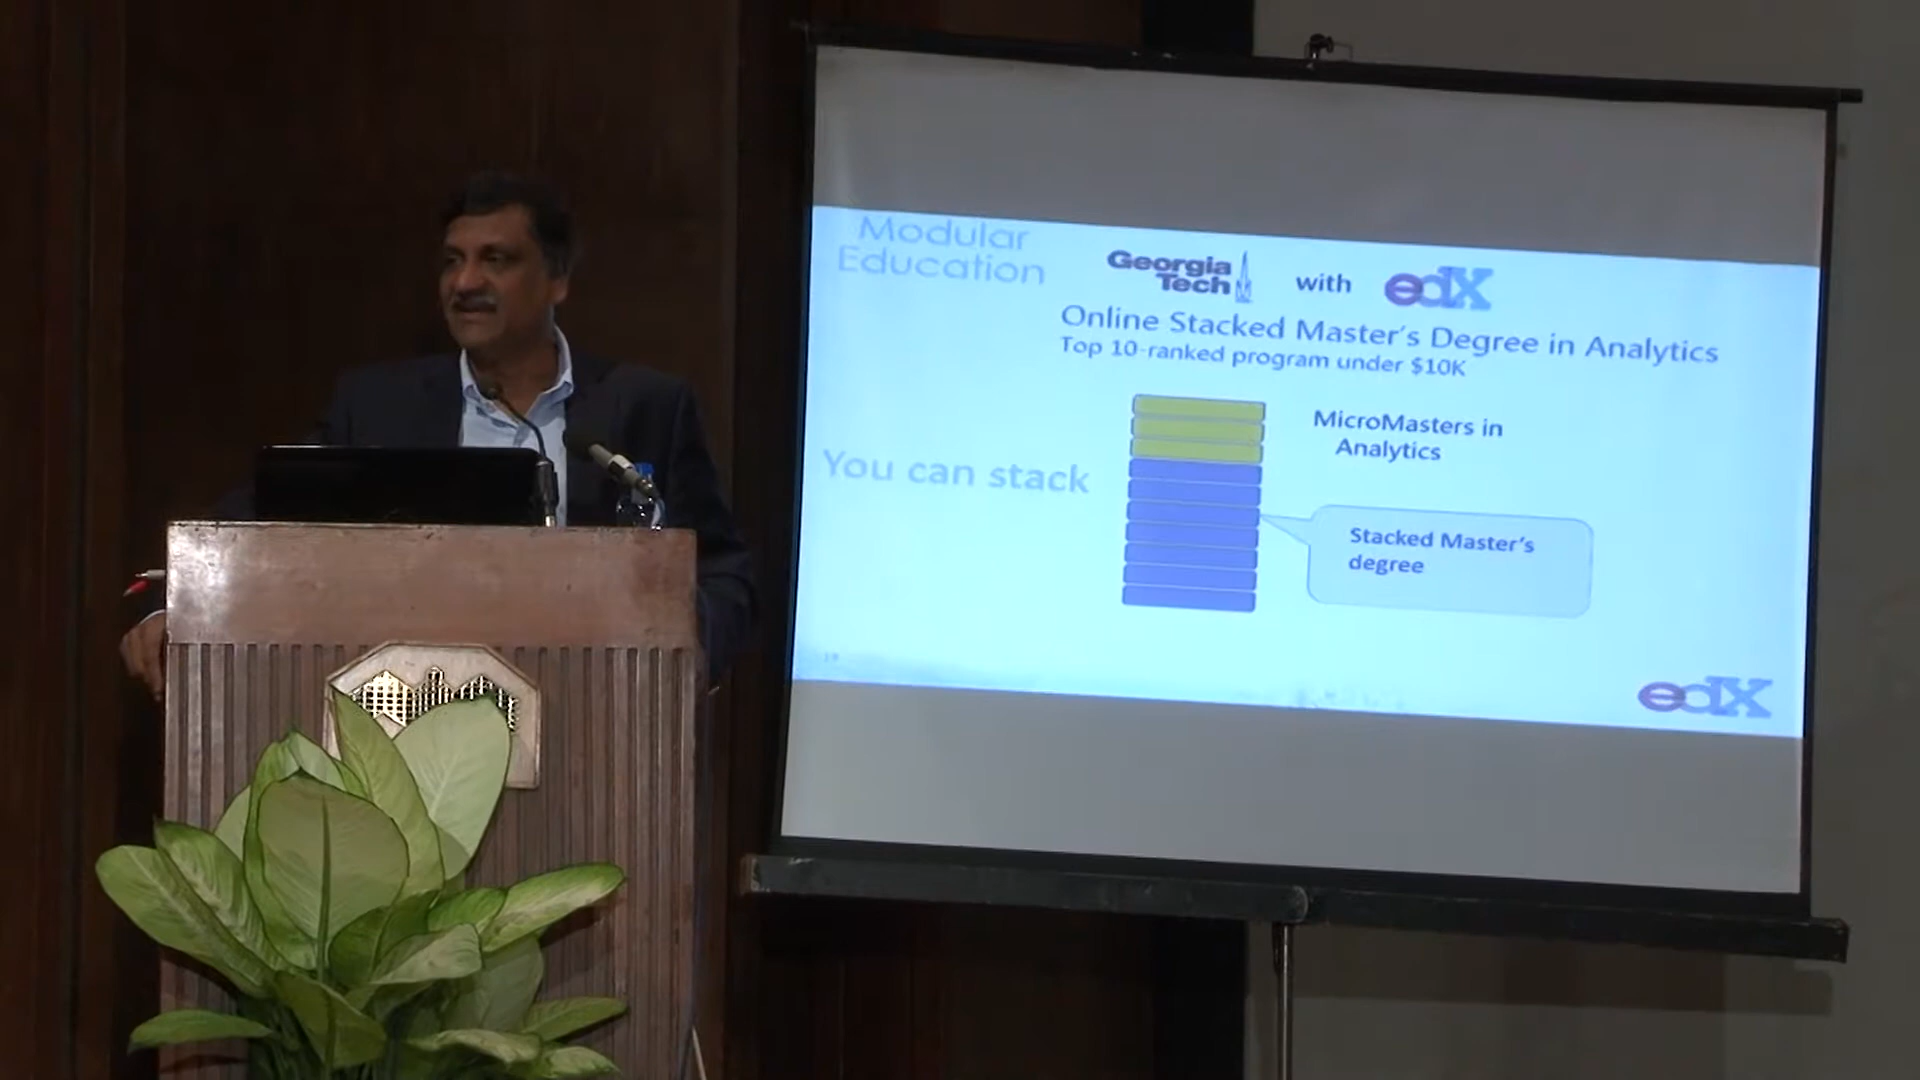 Modular
Education
Georgia
Tech
with
edX
Online Stacked Master's Degree in Analytics
Top 10-ranked program under $10K
MicroMasters in
Analytics
You can stack
Stacked Master's
degree
edX